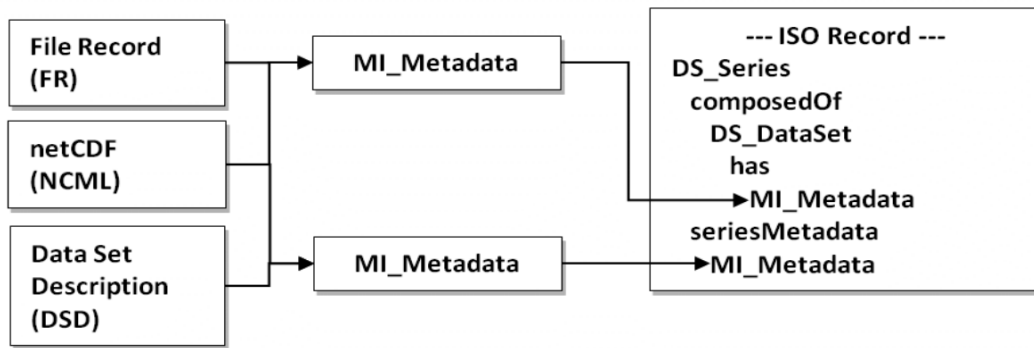 File Record
(FR)
netCDF
(NCML)
Data Set
Description
(DSD)
MI_Metadata
MI_Metadata
--- ISO Record ---
DS_Series
composedOf
DS_DataSet
has
MI_Metadata
seriesMetadata
MI_Metadata